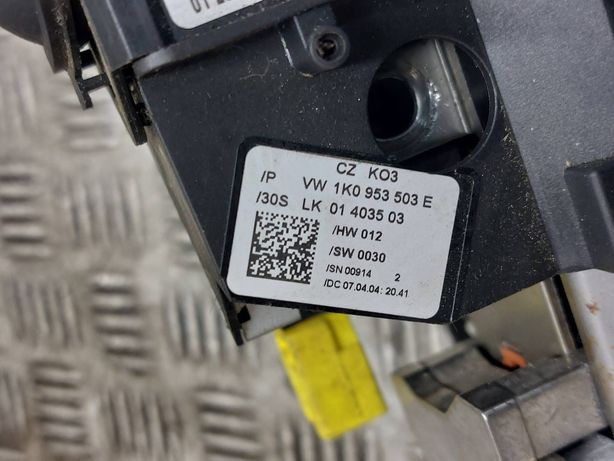 CZ KO3
/P VW 1K0 953 503 E
/30S LK 01 4035 03
/HW 012
/SW 0030
/SN 00914 2
/DC 07.04.04: 20.41